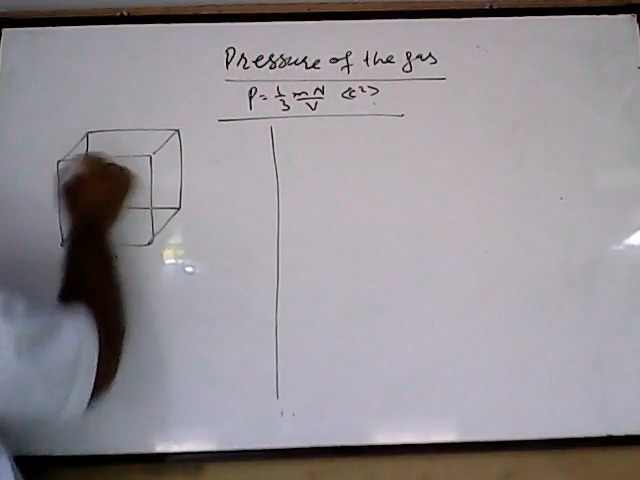 Pressure of the gas
P = 1/3 mN/V <c²>